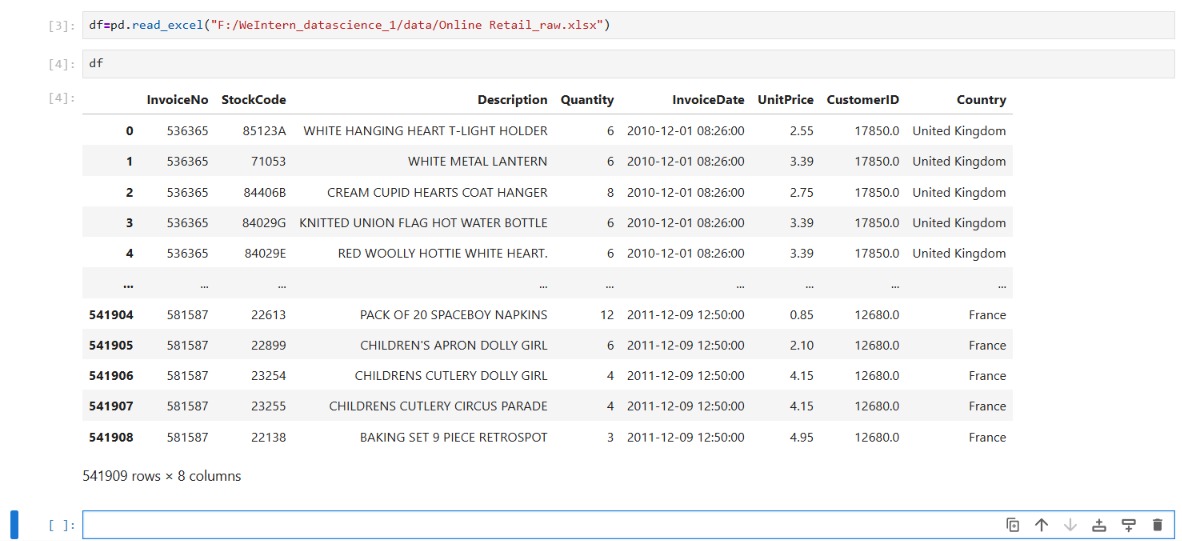 [3]: df=pd.read_excel("F:/WeIntern_datascience_1/data/Online Retail_raw.xlsx")
[4]: df
[4]:
InvoiceNo StockCode Description Quantity InvoiceDate UnitPrice CustomerID Country
0 536365 85123A WHITE HANGING HEART T-LIGHT HOLDER 6 2010-12-01 08:26:00 2.55 17850.0 United Kingdom
1 536365 71053 WHITE METAL LANTERN 6 2010-12-01 08:26:00 3.39 17850.0 United Kingdom
2 536365 84406B CREAM CUPID HEARTS COAT HANGER 8 2010-12-01 08:26:00 2.75 17850.0 United Kingdom
3 536365 84029G KNITTED UNION FLAG HOT WATER BOTTLE 6 2010-12-01 08:26:00 3.39 17850.0 United Kingdom
4 536365 84029E RED WOOLLY HOTTIE WHITE HEART. 6 2010-12-01 08:26:00 3.39 17850.0 United Kingdom
... ... ... ... ... ... ... ... ...
541904 581587 22613 PACK OF 20 SPACEBOY NAPKINS 12 2011-12-09 12:50:00 0.85 12680.0 France
541905 581587 22899 CHILDREN'S APRON DOLLY GIRL 6 2011-12-09 12:50:00 2.10 12680.0 France
541906 581587 23254 CHILDRENS CUTLERY DOLLY GIRL 4 2011-12-09 12:50:00 4.15 12680.0 France
541907 581587 23255 CHILDRENS CUTLERY CIRCUS PARADE 4 2011-12-09 12:50:00 4.15 12680.0 France
541908 581587 22138 BAKING SET 9 PIECE RETROSPOT 3 2011-12-09 12:50:00 4.95 12680.0 France
541909 rows × 8 columns
[ ]: